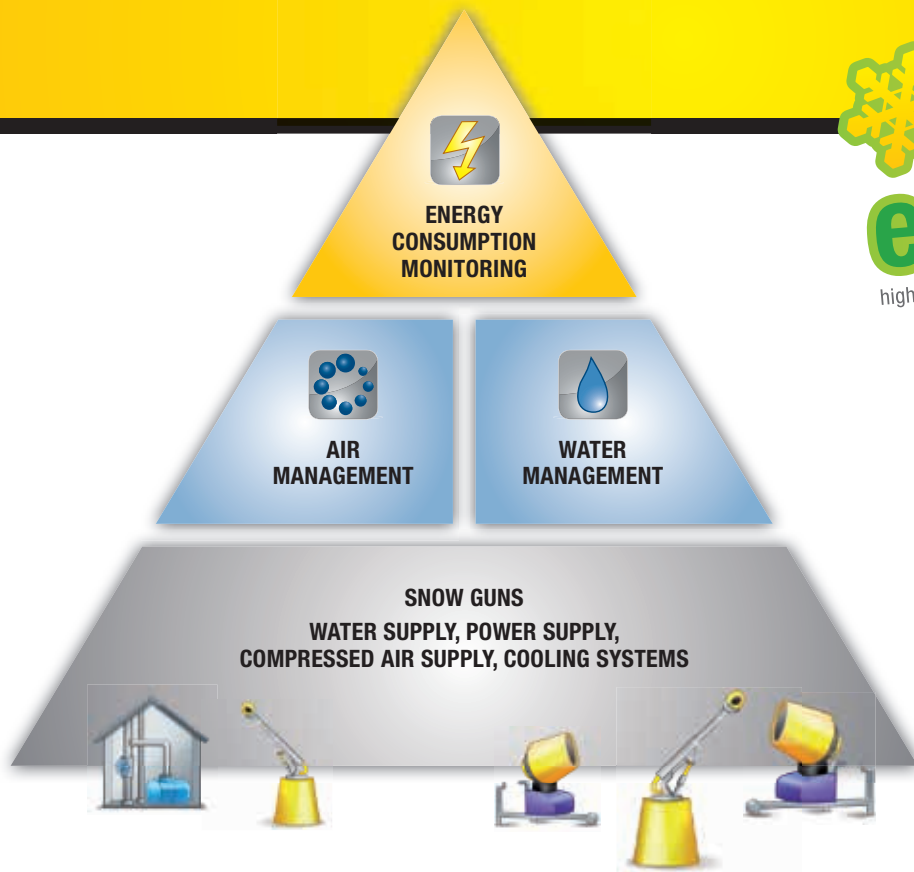 ENERGY
CONSUMPTION
MONITORING
AIR
MANAGEMENT
WATER
MANAGEMENT
SNOW GUNS
WATER SUPPLY, POWER SUPPLY,
COMPRESSED AIR SUPPLY, COOLING SYSTEMS
e
high